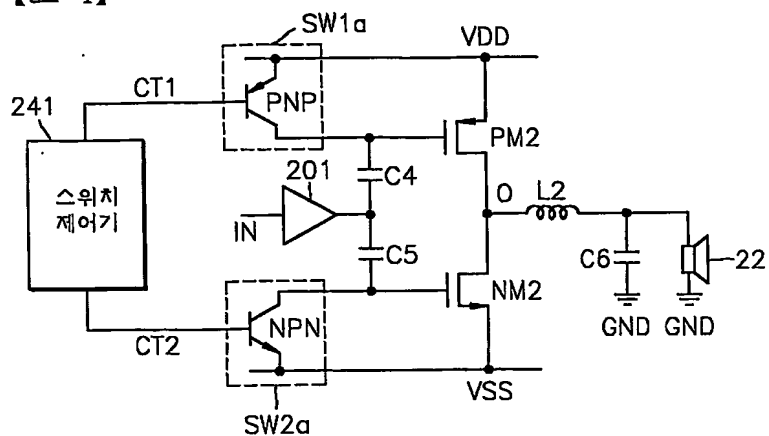 SW1a
VDD
CT1
241
PNP
PM2
스위치
제어기
201
C4
IN
O
L2
C5
C6
22
NM2
GND GND
NPN
CT2
VSS
SW2a